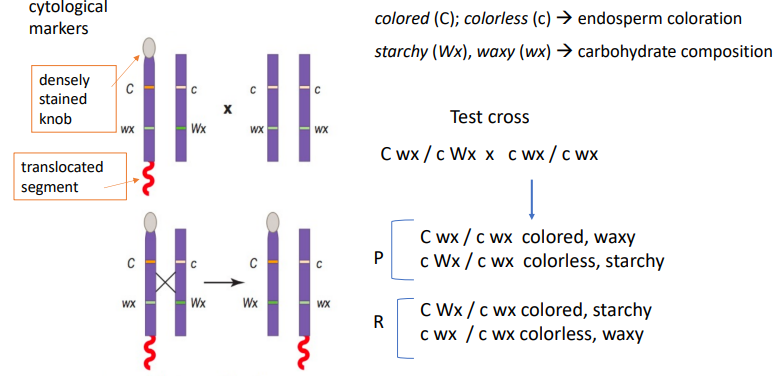 cytological
markers
densely
stained
knob
translocated
segment
C
c
c
c
x
wx
Wx
wx
wx
C
c
C
c
wx
Wx
Wx
wx
colored (C); colorless (c) → endosperm coloration
starchy (Wx), waxy (wx) → carbohydrate composition
Test cross
C wx / c Wx x c wx / c wx
P
C wx / c wx colored, waxy
c Wx / c wx colorless, starchy
R
C Wx / c wx colored, starchy
c wx / c wx colorless, waxy